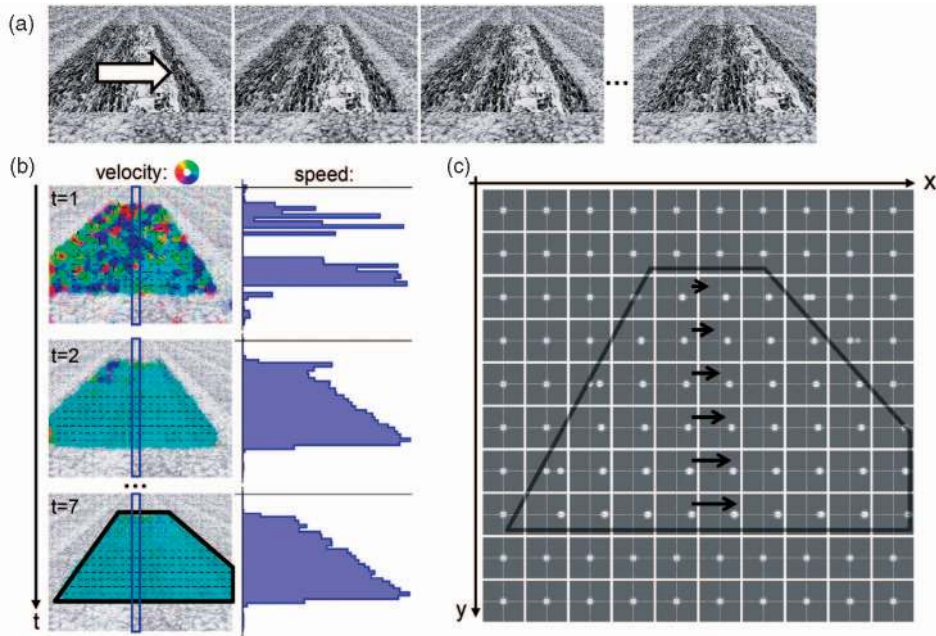 (a)
...
(b) velocity: speed:
t=1
t=2
...
t=7
t
(c)
x
y